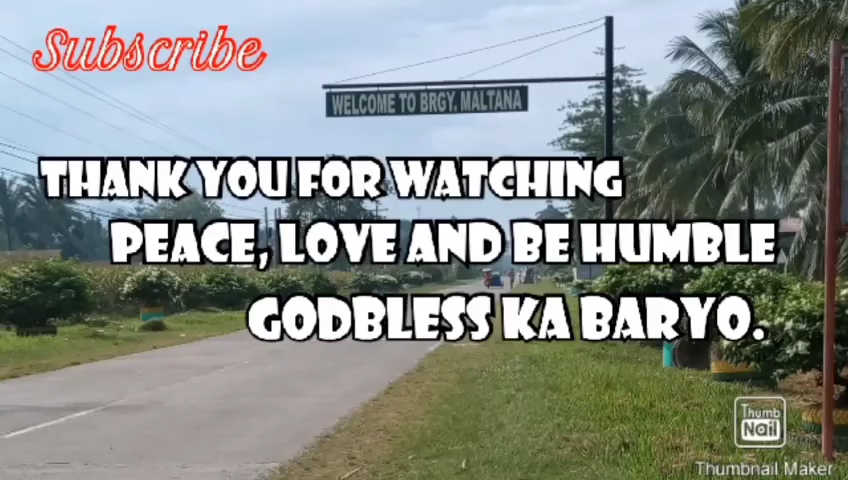 Subscribe
WELCOME TO BRGY. MALTANA
THANK YOU FOR WATCHING
PEACE, LOVE AND BE HUMBLE
GODBLESS KA BARYO.
Thumb
Nail
Thumbnail Maker